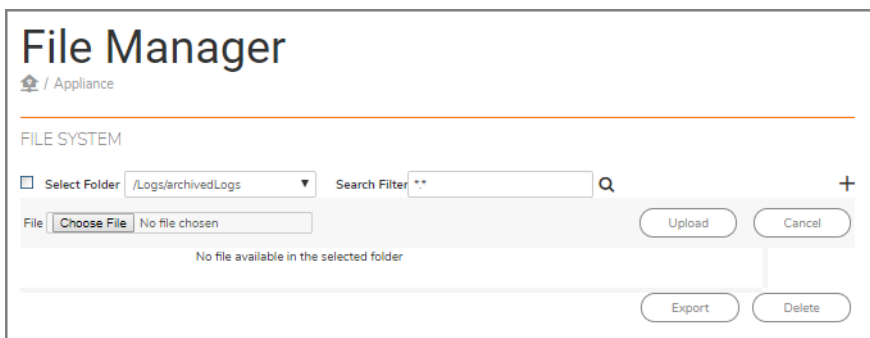 File Manager
/ Appliance
FILE SYSTEM
Select Folder /Logs/archivedLogs ▼ Search Filter *.* +
File Choose File No file chosen Upload Cancel
No file available in the selected folder
Export Delete